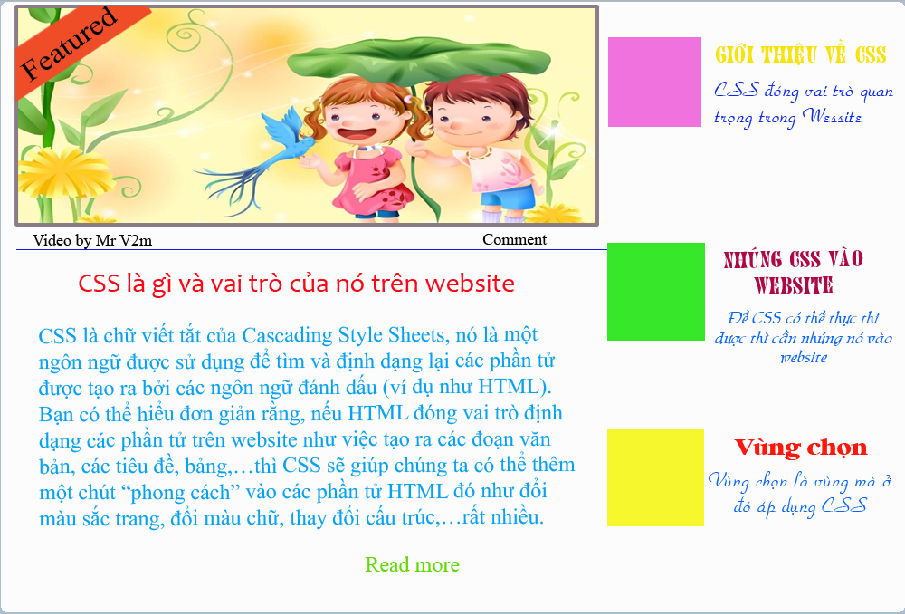 Featured
Video by Mr V2m
Comment
CSS là gì và vai trò của nó trên website
CSS là chữ viết tắt của Cascading Style Sheets, nó là một
ngôn ngữ được sử dụng để tìm và định dạng lại các phần tử
được tạo ra bởi các ngôn ngữ đánh dấu (ví dụ như HTML).
Bạn có thể hiểu đơn giản rằng, nếu HTML đóng vai trò định
dạng các phần tử trên website như việc tạo ra các đoạn văn
bản, các tiêu đề, bảng,…thì CSS sẽ giúp chúng ta có thể thêm
một chút “phong cách” vào các phần tử HTML đó như đổi
màu sắc trang, đổi màu chữ, thay đổi cấu trúc,…rất nhiều.
Read more
GIỚI THIỆU VỀ CSS
CSS đóng vai trò quan
trọng trong Wessite
NHÚNG CSS VÀO
WEBSITE
Để CSS có thể thực thi
được thì cần nhúng nó vào
website
Vùng chọn
Vùng chọn là vùng mà ở
đó áp dụng CSS